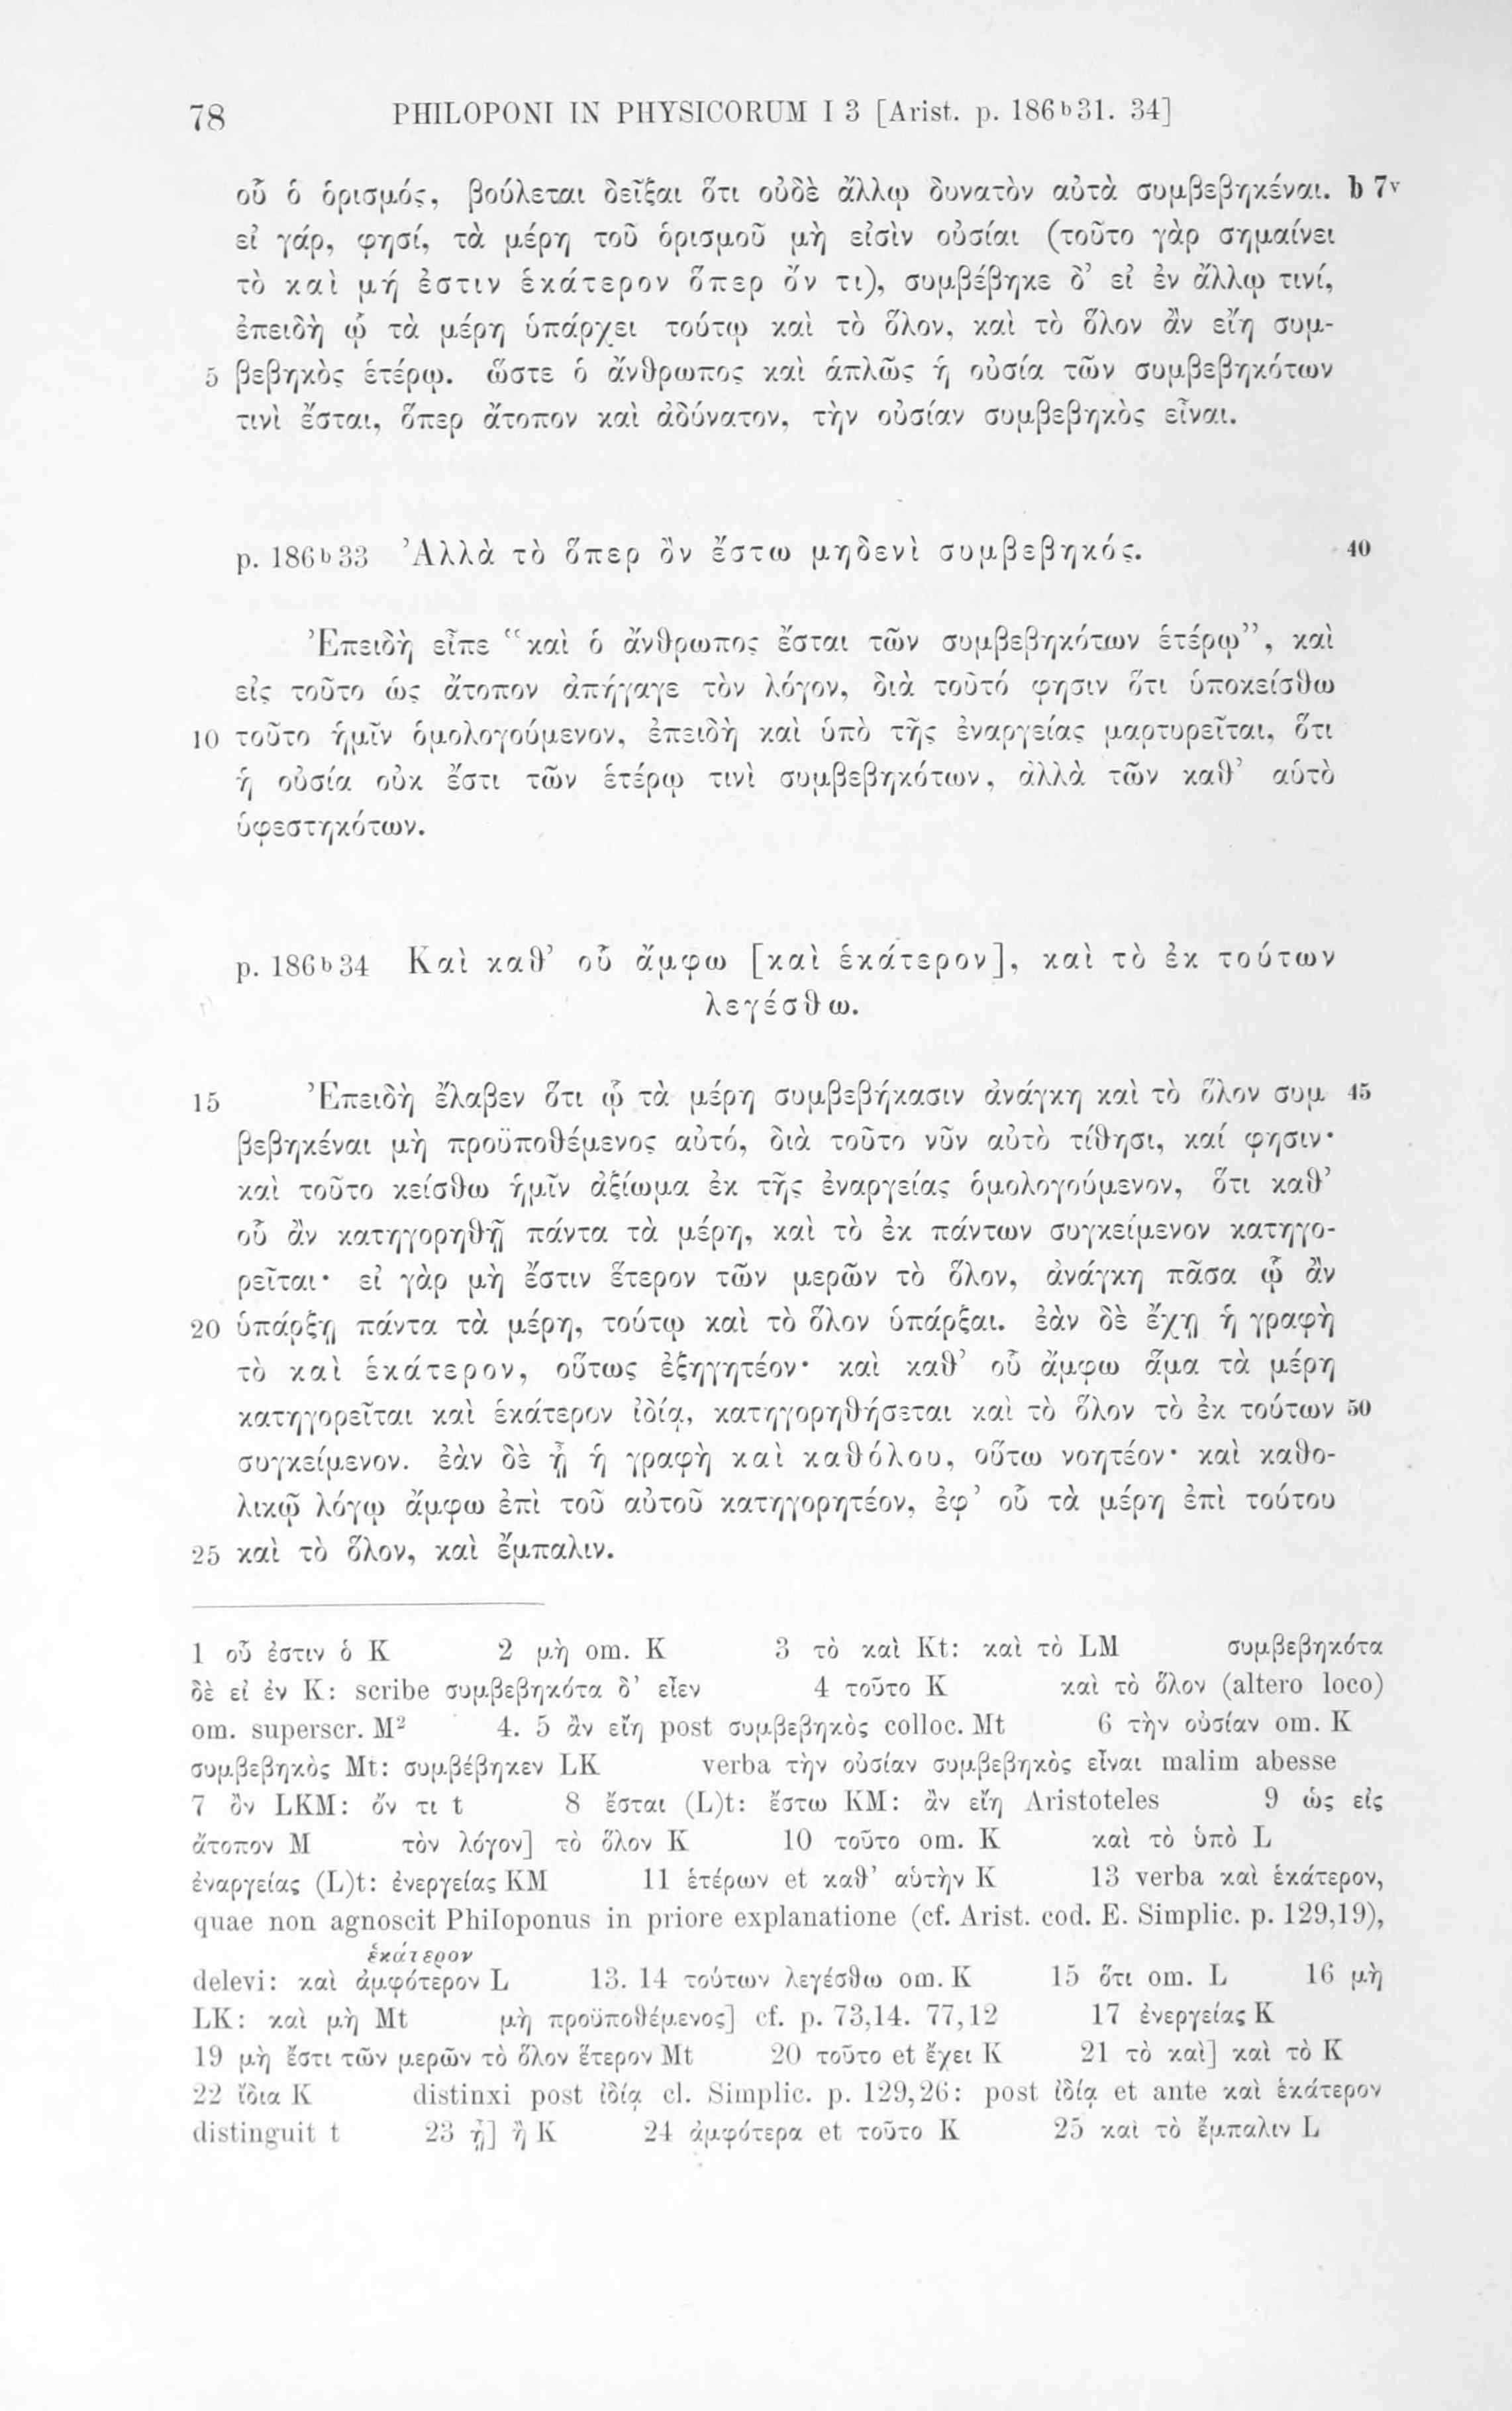 78 PHILOPONI IN PHYSICORUM I 3 [Arist. p. 186ᵇ31. 34]
οὗ ὁ ὁρισμός, βούλεται δεῖξαι ὅτι οὐδὲ ἄλλῳ δυνατὸν αὐτὰ συμβεβηκέναι. b 7ᵛ
εἰ γάρ, φησί, τὰ μέρη τοῦ ὁρισμοῦ μὴ εἰσὶν οὐσίαι (τοῦτο γὰρ σημαίνει
τὸ καὶ μή ἐστιν ἑκάτερον ὅπερ ὄν τι), συμβέβηκε δ’ εἰ ἐν ἄλλῳ τινί,
ἐπειδὴ ᾧ τὰ μέρη ὑπάρχει τούτῳ καὶ τὸ ὅλον, καὶ τὸ ὅλον ἂν εἴη συμ-
5 βεβηκὸς ἑτέρῳ. ὥστε ὁ ἄνθρωπος καὶ ἁπλῶς ἡ οὐσία τῶν συμβεβηκότων
τινὶ ἔσται, ὅπερ ἄτοπον καὶ ἀδύνατον, τὴν οὐσίαν συμβεβηκὸς εἶναι.
p. 186ᵇ33 Ἀλλὰ τὸ ὅπερ ὂν ἔστω μηδενὶ συμβεβηκός. 40
Ἐπειδὴ εἶπε “καὶ ὁ ἄνθρωπος ἔσται τῶν συμβεβηκότων ἑτέρῳ”, καὶ
εἰς τοῦτο ὡς ἄτοπον ἀπήγαγε τὸν λόγον, διὰ τοῦτό φησιν ὅτι ὑποκείσθω
10 τοῦτο ἡμῖν ὁμολογούμενον, ἐπειδὴ καὶ ὑπὸ τῆς ἐναργείας μαρτυρεῖται, ὅτι
ἡ οὐσία οὐκ ἔστι τῶν ἑτέρῳ τινὶ συμβεβηκότων, ἀλλὰ τῶν καθ’ αὑτὸ
ὑφεστηκότων.
p. 186ᵇ34 Καὶ καθ’ οὗ ἄμφω [καὶ ἑκάτερον], καὶ τὸ ἐκ τούτων
λεγέσθω.
15 Ἐπειδὴ ἔλαβεν ὅτι ᾧ τὰ μέρη συμβεβήκασιν ἀνάγκη καὶ τὸ ὅλον συμ 45
βεβηκέναι μὴ προϋποθέμενος αὐτό, διὰ τοῦτο νῦν αὐτὸ τίθησι, καί φησιν·
καὶ τοῦτο κείσθω ἡμῖν ἀξίωμα ἐκ τῆς ἐναργείας ὁμολογούμενον, ὅτι καθ’
οὗ ἂν κατηγορηθῇ πάντα τὰ μέρη, καὶ τὸ ἐκ πάντων συγκείμενον κατηγο-
ρεῖται· εἰ γὰρ μὴ ἔστιν ἕτερον τῶν μερῶν τὸ ὅλον, ἀνάγκη πᾶσα ᾧ ἂν
20 ὑπάρξῃ πάντα τὰ μέρη, τούτῳ καὶ τὸ ὅλον ὑπάρξαι. ἐὰν δὲ ἔχῃ ἡ γραφὴ
τὸ καὶ ἑκάτερον, οὕτως ἐξηγητέον· καὶ καθ’ οὗ ἄμφω ἅμα τὰ μέρη
κατηγορεῖται καὶ ἑκάτερον ἰδίᾳ, κατηγορηθήσεται καὶ τὸ ὅλον τὸ ἐκ τούτων 50
συγκείμενον. ἐὰν δὲ ᾖ ἡ γραφὴ καὶ καθόλου, οὕτω νοητέον· καὶ καθο-
λικῷ λόγῳ ἄμφω ἐπὶ τοῦ αὐτοῦ κατηγορητέον, ἐφ’ οὗ τὰ μέρη ἐπὶ τούτου
25 καὶ τὸ ὅλον, καὶ ἔμπαλιν.
1 οὗ ἐστιν ὁ K 2 μὴ om. K 3 τὸ καὶ Kt: καὶ τὸ LM συμβεβηκότα
δὲ εἰ ἐν K: scribe συμβεβηκότα δ’ εἶεν 4 τοῦτο K καὶ τὸ ὅλον (altero loco)
om. superscr. M² 4. 5 ἂν εἴη post συμβεβηκὸς colloc. Mt 6 τὴν οὐσίαν om. K
συμβεβηκὸς Mt: συμβέβηκεν LK verba τὴν οὐσίαν συμβεβηκὸς εἶναι malim abesse
7 ὂν LKM: ὄν τι t 8 ἔσται (L)t: ἔστω KM: ἂν εἴη Aristoteles 9 ὡς εἰς
ἄτοπον M τὸν λόγον] τὸ ὅλον K 10 τοῦτο om. K καὶ τὸ ὑπὸ L
ἐναργείας (L)t: ἐνεργείας KM 11 ἑτέρων et καθ’ αὑτὴν K 13 verba καὶ ἑκάτερον,
quae non agnoscit Philoponus in priore explanatione (cf. Arist. cod. E. Simplic. p. 129,19),
ἑκάτερον
delevi: καὶ ἀμφότερον L 13. 14 τούτων λεγέσθω om. K 15 ὅτι om. L 16 μὴ
LK: καὶ μὴ Mt μὴ προϋποθέμενος] cf. p. 73,14. 77,12 17 ἐνεργείας K
19 μὴ ἔστι τῶν μερῶν τὸ ὅλον ἕτερον Mt 20 τοῦτο et ἔχει K 21 τὸ καὶ] καὶ τὸ K
22 ἴδια K distinxi post ἰδίᾳ cl. Simplic. p. 129,26: post ἰδίᾳ et ante καὶ ἑκάτερον
distinguit t 23 ᾖ] ἢ K 24 ἀμφότερα et τοῦτο K 25 καὶ τὸ ἔμπαλιν L